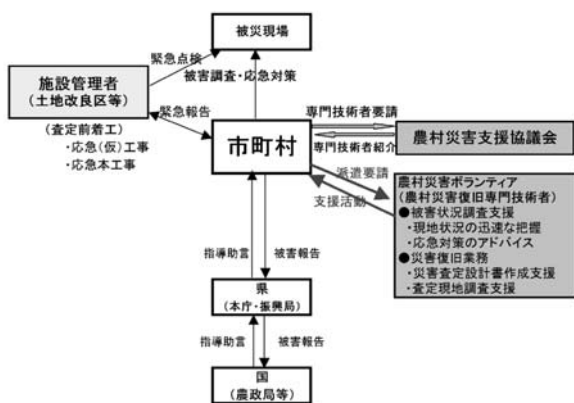 被災現場
緊急点検
被害調査・応急対策
施設管理者
(土地改良区等)
緊急報告
(査定前着工)
・応急(仮)工事
・応急本工事
市町村
専門技術者要請
専門技術者紹介
農村災害支援協議会
派遣要請
支援活動
農村災害ボランティア
(農村災害復旧専門技術者)
●被害状況調査支援
・現地状況の迅速な把握
・応急対策のアドバイス
●災害復旧業務
・災害査定設計書作成支援
・査定現地調査支援
指導助言
被害報告
県
(本庁・振興局)
指導助言
被害報告
国
(農政局等)